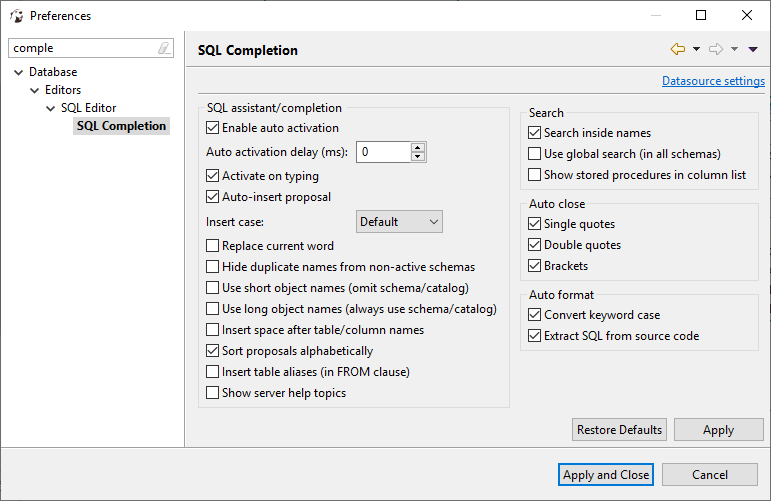 Preferences
comple
Database
Editors
SQL Editor
SQL Completion
SQL Completion
Datasource settings
SQL assistant/completion
Enable auto activation
Auto activation delay (ms): 0
Activate on typing
Auto-insert proposal
Insert case: Default
Replace current word
Hide duplicate names from non-active schemas
Use short object names (omit schema/catalog)
Use long object names (always use schema/catalog)
Insert space after table/column names
Sort proposals alphabetically
Insert table aliases (in FROM clause)
Show server help topics
Search
Search inside names
Use global search (in all schemas)
Show stored procedures in column list
Auto close
Single quotes
Double quotes
Brackets
Auto format
Convert keyword case
Extract SQL from source code
Restore Defaults
Apply
Apply and Close
Cancel